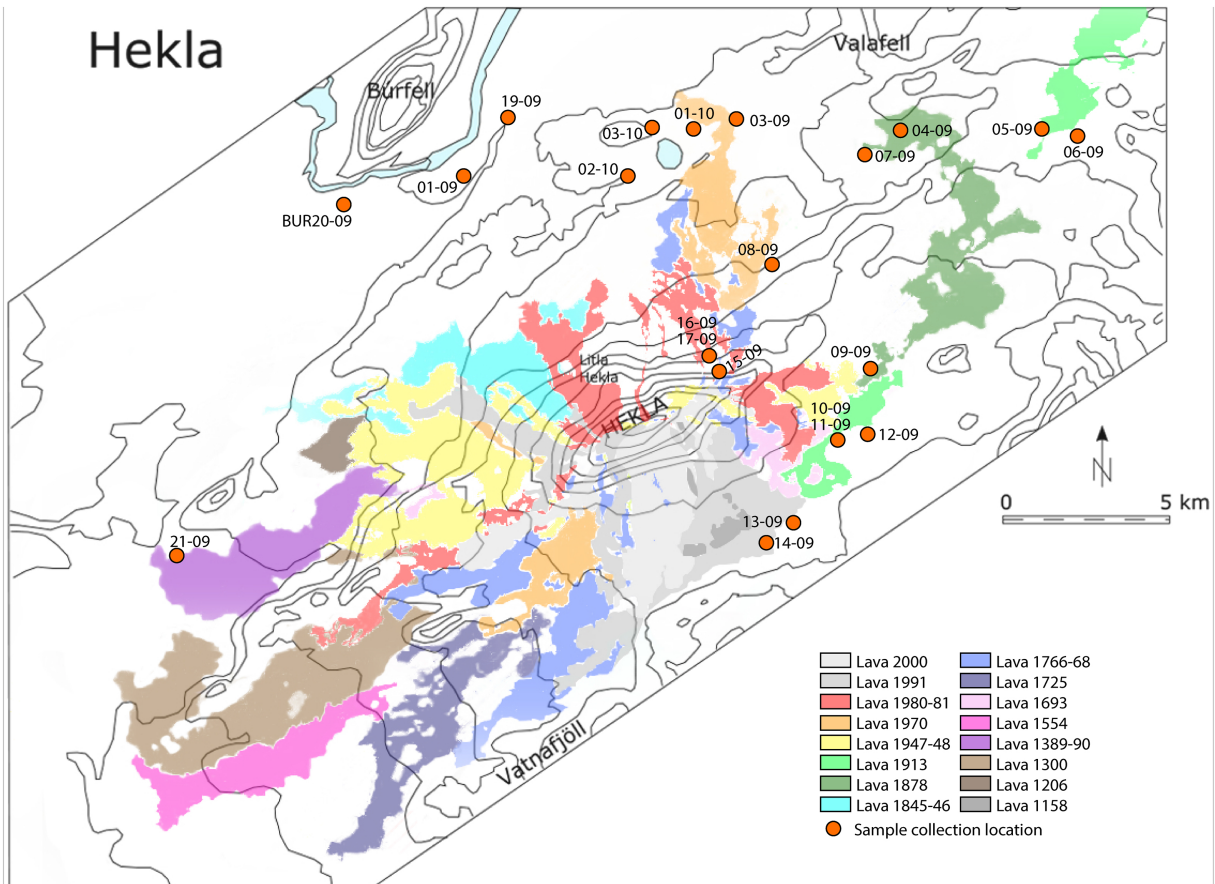 Hekla
Valafell
Búrfell
19-09
01-10
03-10
03-09
05-09
04-09
06-09
07-09
02-10
01-09
BUR20-09
08-09
16-09
17-09
15-09
Litla
Hekla
09-09
HEKLA
10-09
11-09
12-09
N
0 5 km
13-09
14-09
21-09
Vatnafjöll
Lava 2000
Lava 1991
Lava 1980-81
Lava 1970
Lava 1947-48
Lava 1913
Lava 1878
Lava 1845-46
Lava 1766-68
Lava 1725
Lava 1693
Lava 1554
Lava 1389-90
Lava 1300
Lava 1206
Lava 1158
Sample collection location